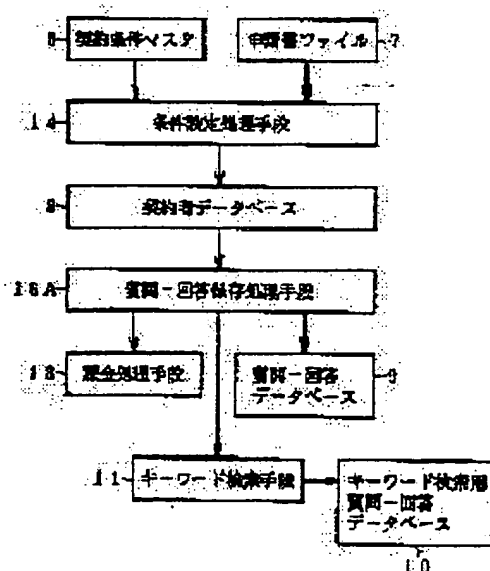 契約条件マスタ
申請書ファイル
7
14
条件設定処理手段
8
契約者データベース
16A
質問-回答保存処理手段
18
課金処理手段
質問-回答
データベース
9
11
キーワード検索手段
キーワード検索用
質問-回答
データベース
10